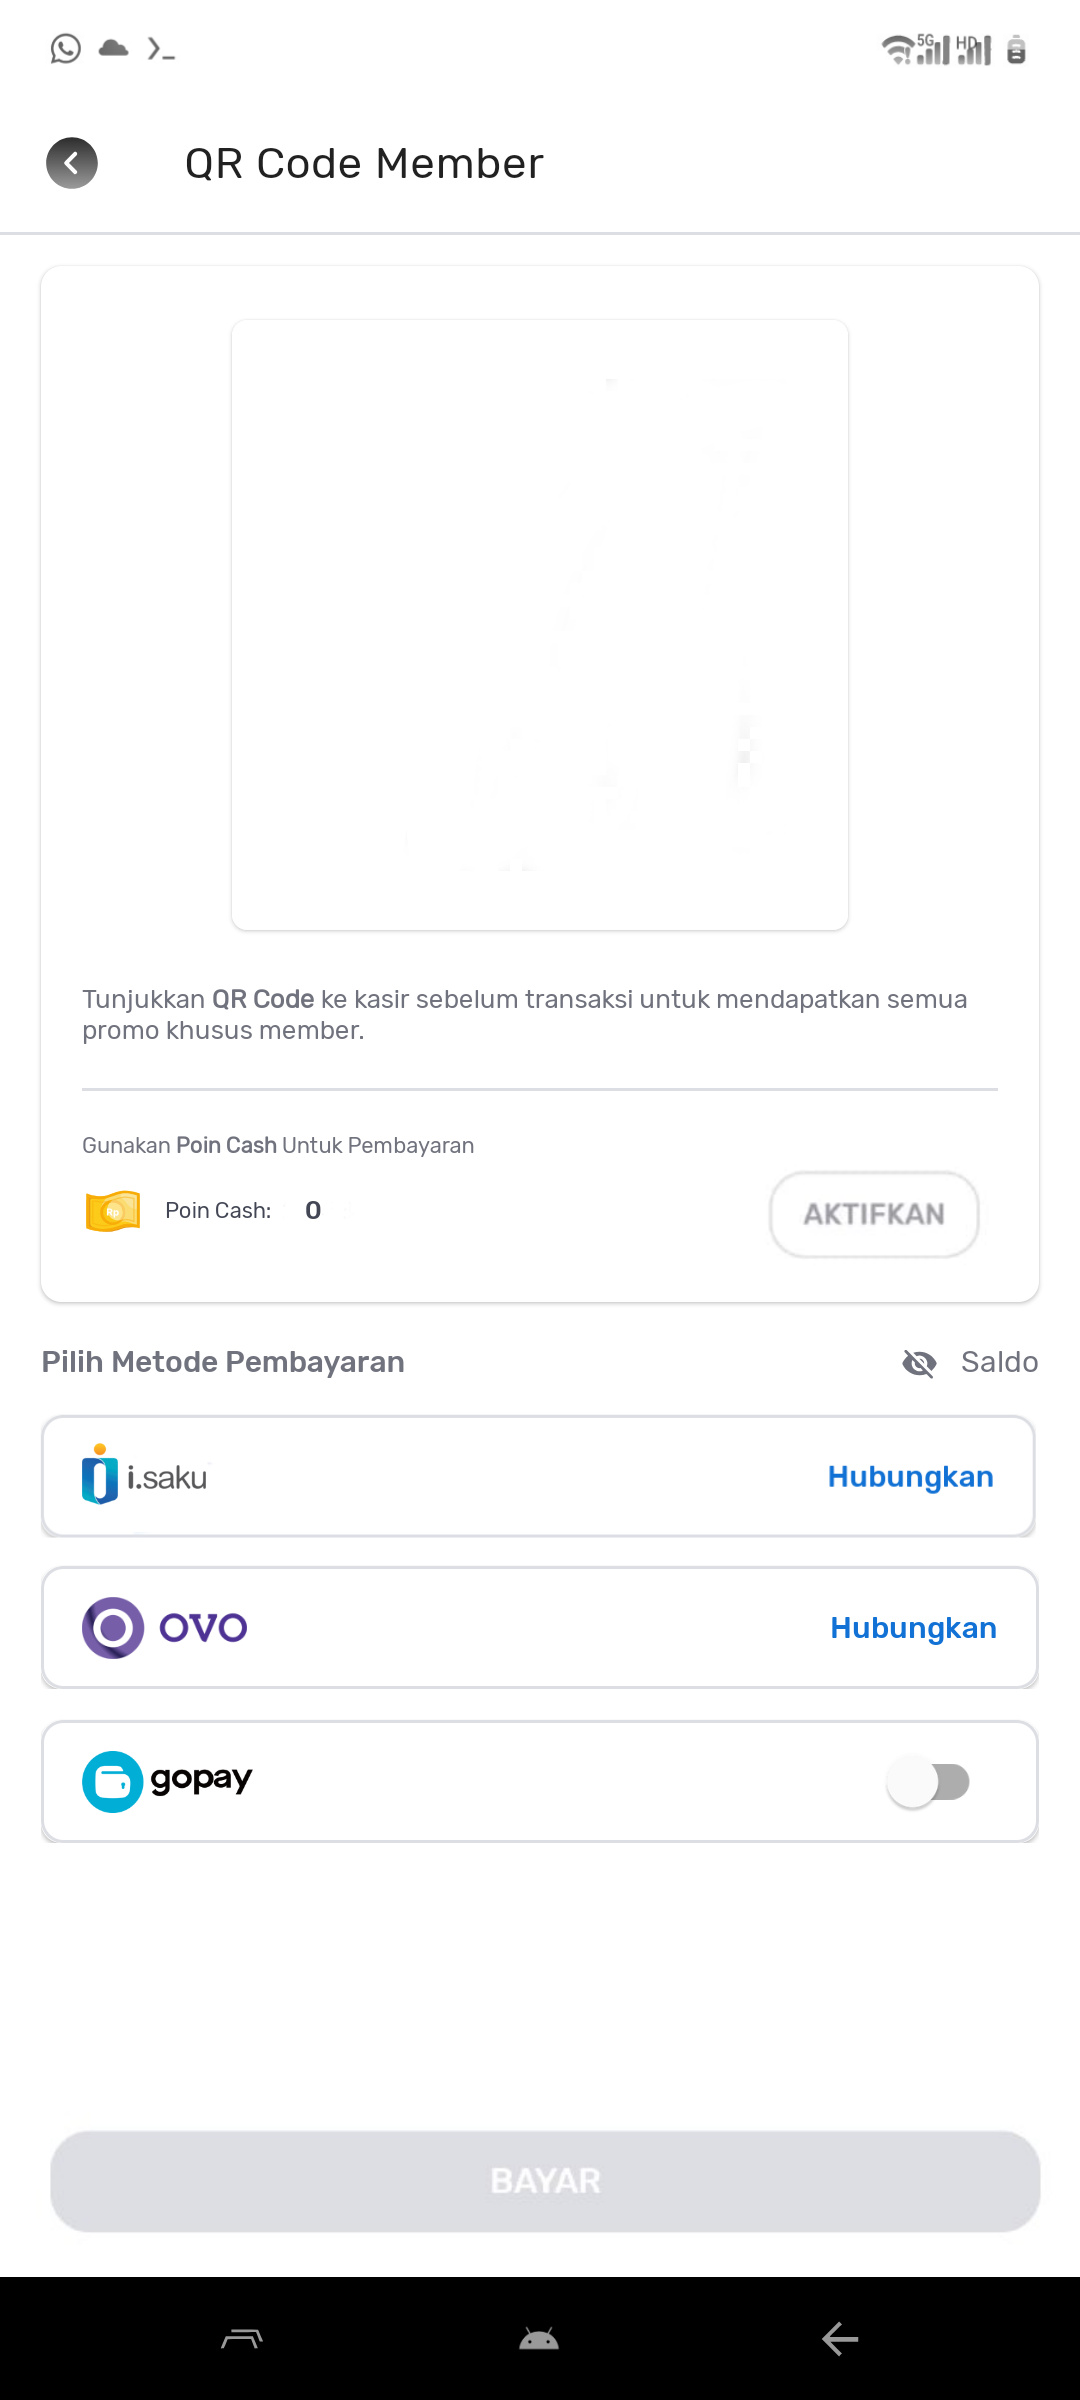 5G HD
QR Code Member
Tunjukkan QR Code ke kasir sebelum transaksi untuk mendapatkan semua
promo khusus member.
Gunakan Poin Cash Untuk Pembayaran
Rp
Poin Cash: 0
AKTIFKAN
Pilih Metode Pembayaran
Saldo
i.saku
Hubungkan
OVO
Hubungkan
gopay
BAYAR